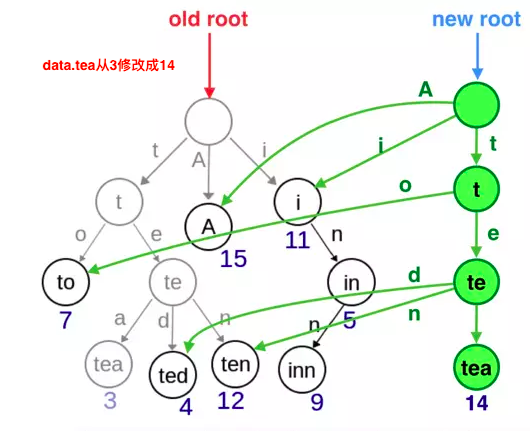 old root
new root
data.tea从3修改成14
A
t
A
i
i
t
t
o
t
i
A
15
11
o
e
n
e
to
7
te
in
5
d
n
te
a
d
n
n
tea
3
ted
4
ten
12
inn
9
tea
14